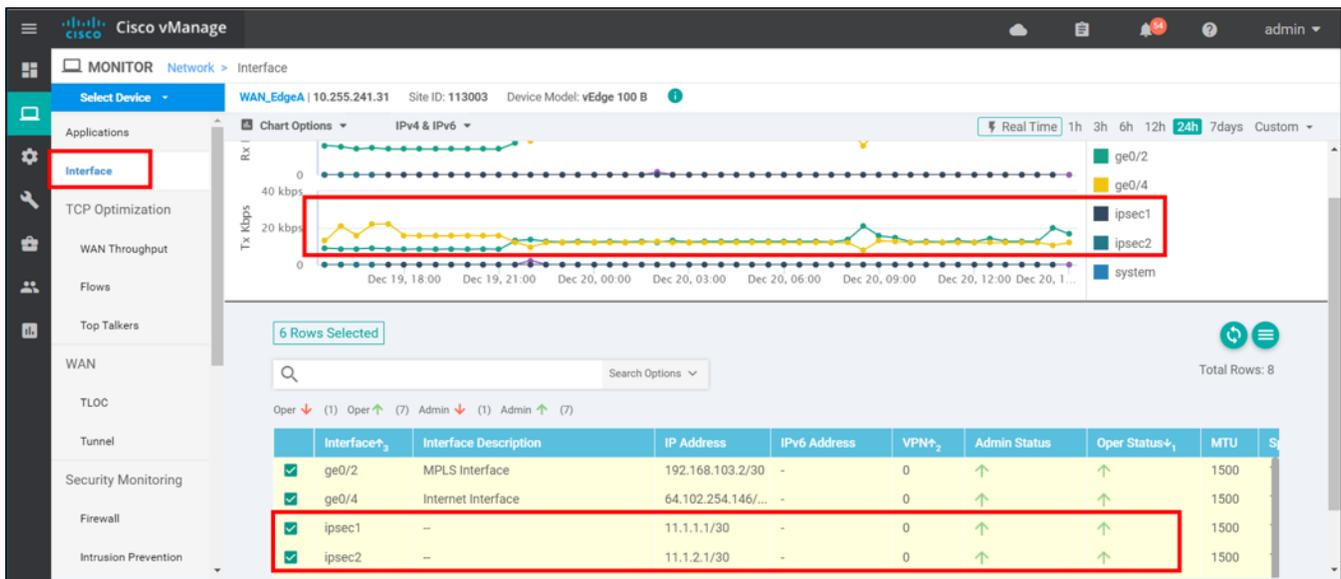 cisco Cisco vManage
54
admin
MONITOR Network > Interface
Select Device
WAN_EdgeA | 10.255.241.31 Site ID: 113003 Device Model: vEdge 100 B
Applications
Interface
TCP Optimization
WAN Throughput
Flows
Top Talkers
WAN
TLOC
Tunnel
Security Monitoring
Firewall
Intrusion Prevention
Chart Options IPv4 & IPv6
Real Time 1h 3h 6h 12h 24h 7days Custom
Rx
0
40 kbps
Tx Kbps
20 kbps
0
Dec 19, 18:00 Dec 19, 21:00 Dec 20, 00:00 Dec 20, 03:00 Dec 20, 06:00 Dec 20, 09:00 Dec 20, 12:00 Dec 20, 1...
ge0/2
ge0/4
ipsec1
ipsec2
system
6 Rows Selected
Search Options
Total Rows: 8
Oper ↓ (1) Oper ↑ (7) Admin ↓ (1) Admin ↑ (7)
Interface↑3 Interface Description IP Address IPv6 Address VPN↑2 Admin Status Oper Status↓1 MTU
ge0/2 MPLS Interface 192.168.103.2/30 - 0 ↑ ↑ 1500
ge0/4 Internet Interface 64.102.254.146/... - 0 ↑ ↑ 1500
ipsec1 -- 11.1.1.1/30 - 0 ↑ ↑ 1500
ipsec2 -- 11.1.2.1/30 - 0 ↑ ↑ 1500